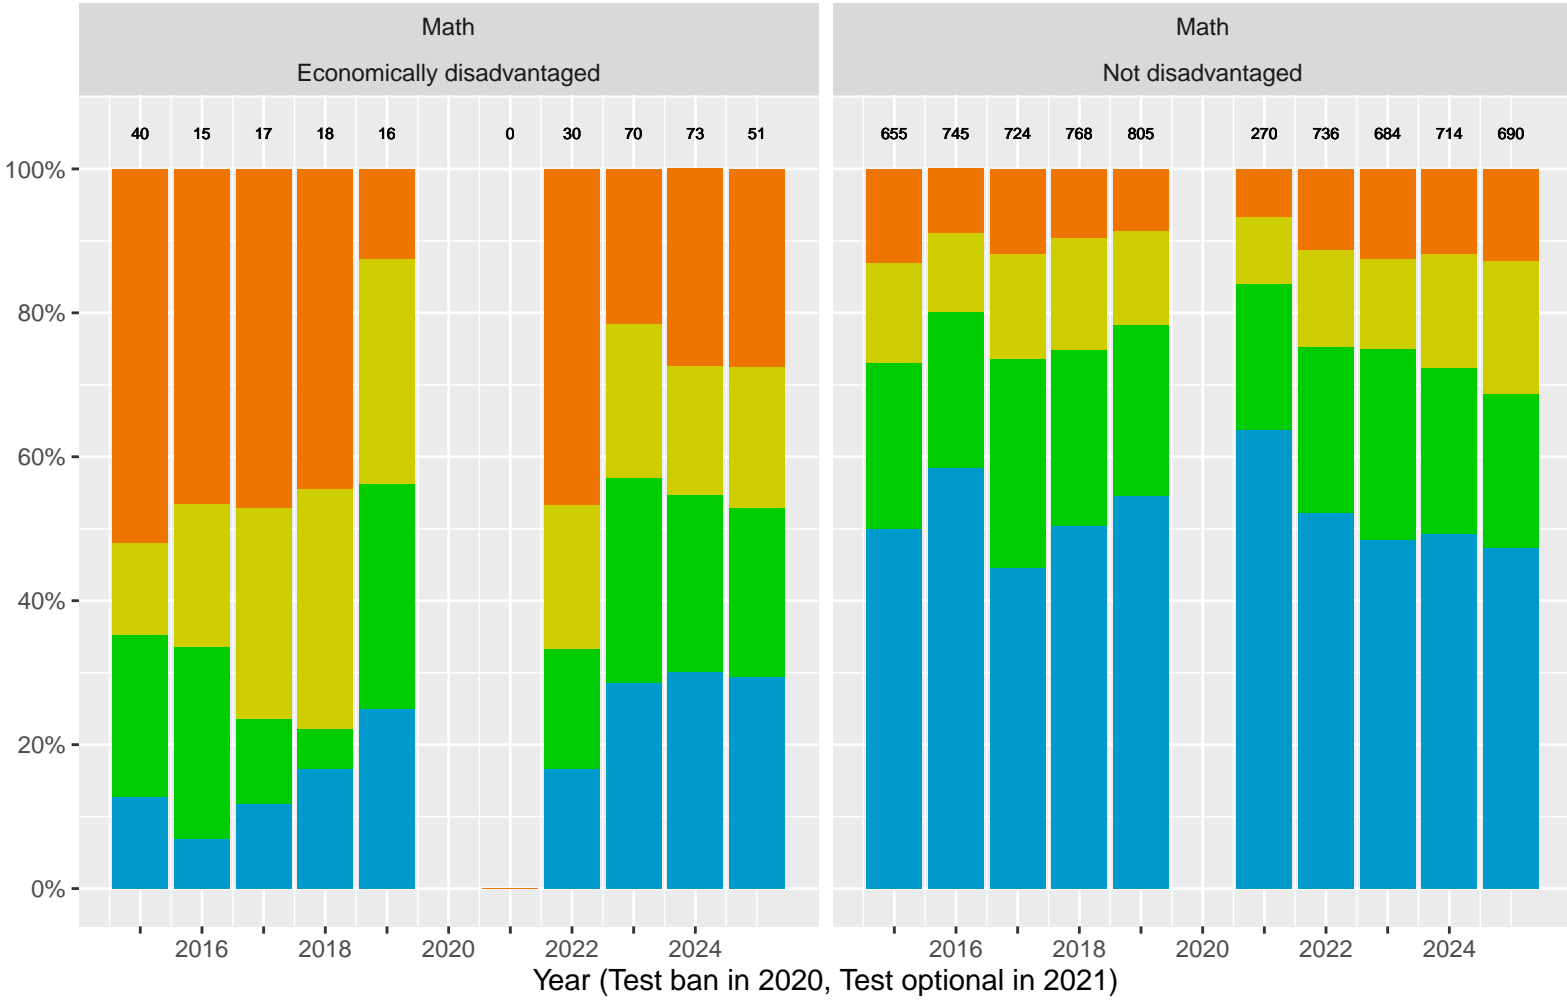 Math Math
Economically disadvantaged Not disadvantaged
40 15 17 18 16 0 30 70 73 51 655 745 724 768 805 270 736 684 714 690
100%
80%
60%
40%
20%
0%
2016 2018 2020 2022 2024 2016 2018 2020 2022 2024
Year (Test ban in 2020, Test optional in 2021)